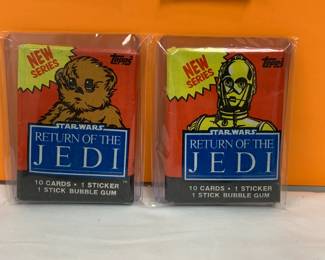 NEW
SERIES
Topps
STAR WARS
RETURN OF THE
JEDI
10 CARDS • 1 STICKER
1 STICK BUBBLE GUM
NEW
SERIES
Topps
STAR WARS
RETURN OF THE
JEDI
10 CARDS • 1 STICKER
1 STICK BUBBLE GUM